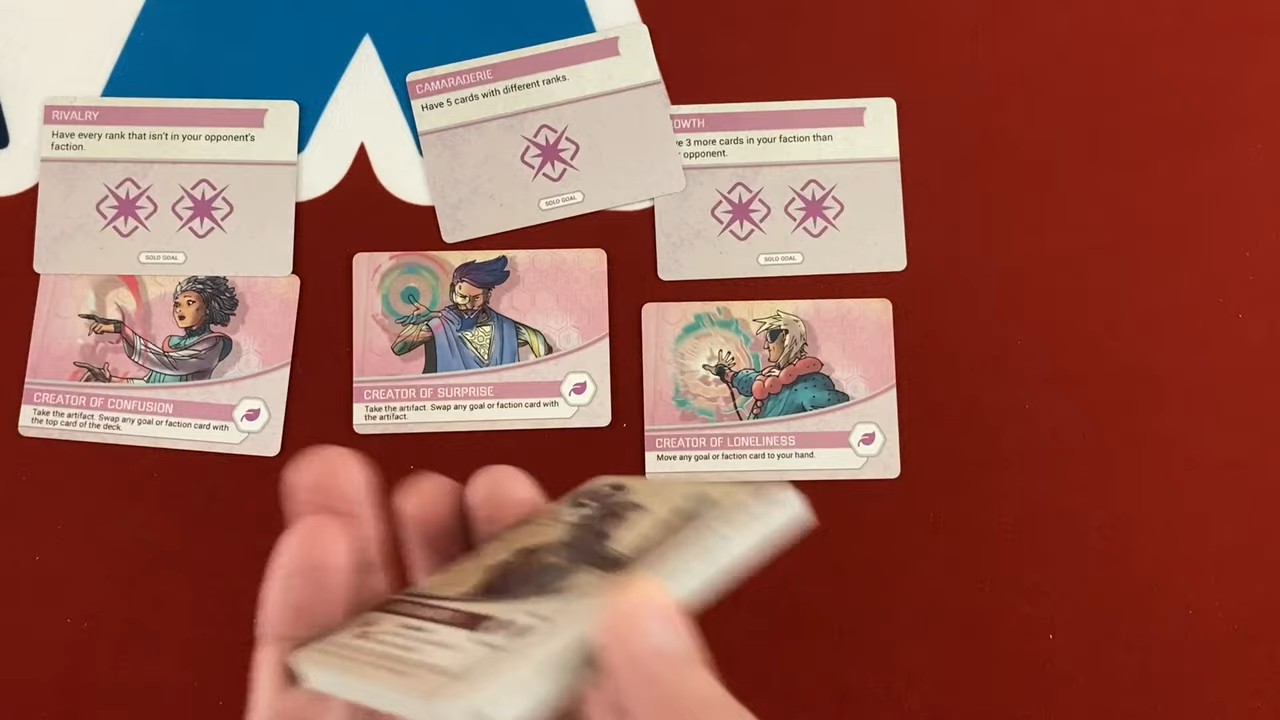 RIVALRY
Have every rank that isn't in your opponent's
faction.
SOLO GOAL
CAMARADERIE
Have 5 cards with different ranks.
SOLO GOAL
OWTH
e 3 more cards in your faction than
opponent.
SOLO GOAL
CREATOR OF CONFUSION
Take the artifact. Swap any goal or faction card with
the top card of the deck.
CREATOR OF SURPRISE
Take the artifact. Swap any goal or faction card with
the artifact.
CREATOR OF LONELINESS
Move any goal or faction card to your hand.